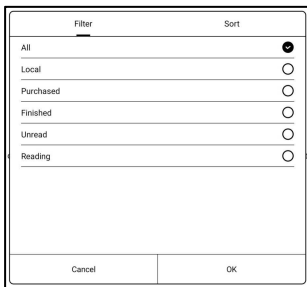 Filter Sort
All
Local
Purchased
Finished
Unread
Reading
Cancel OK